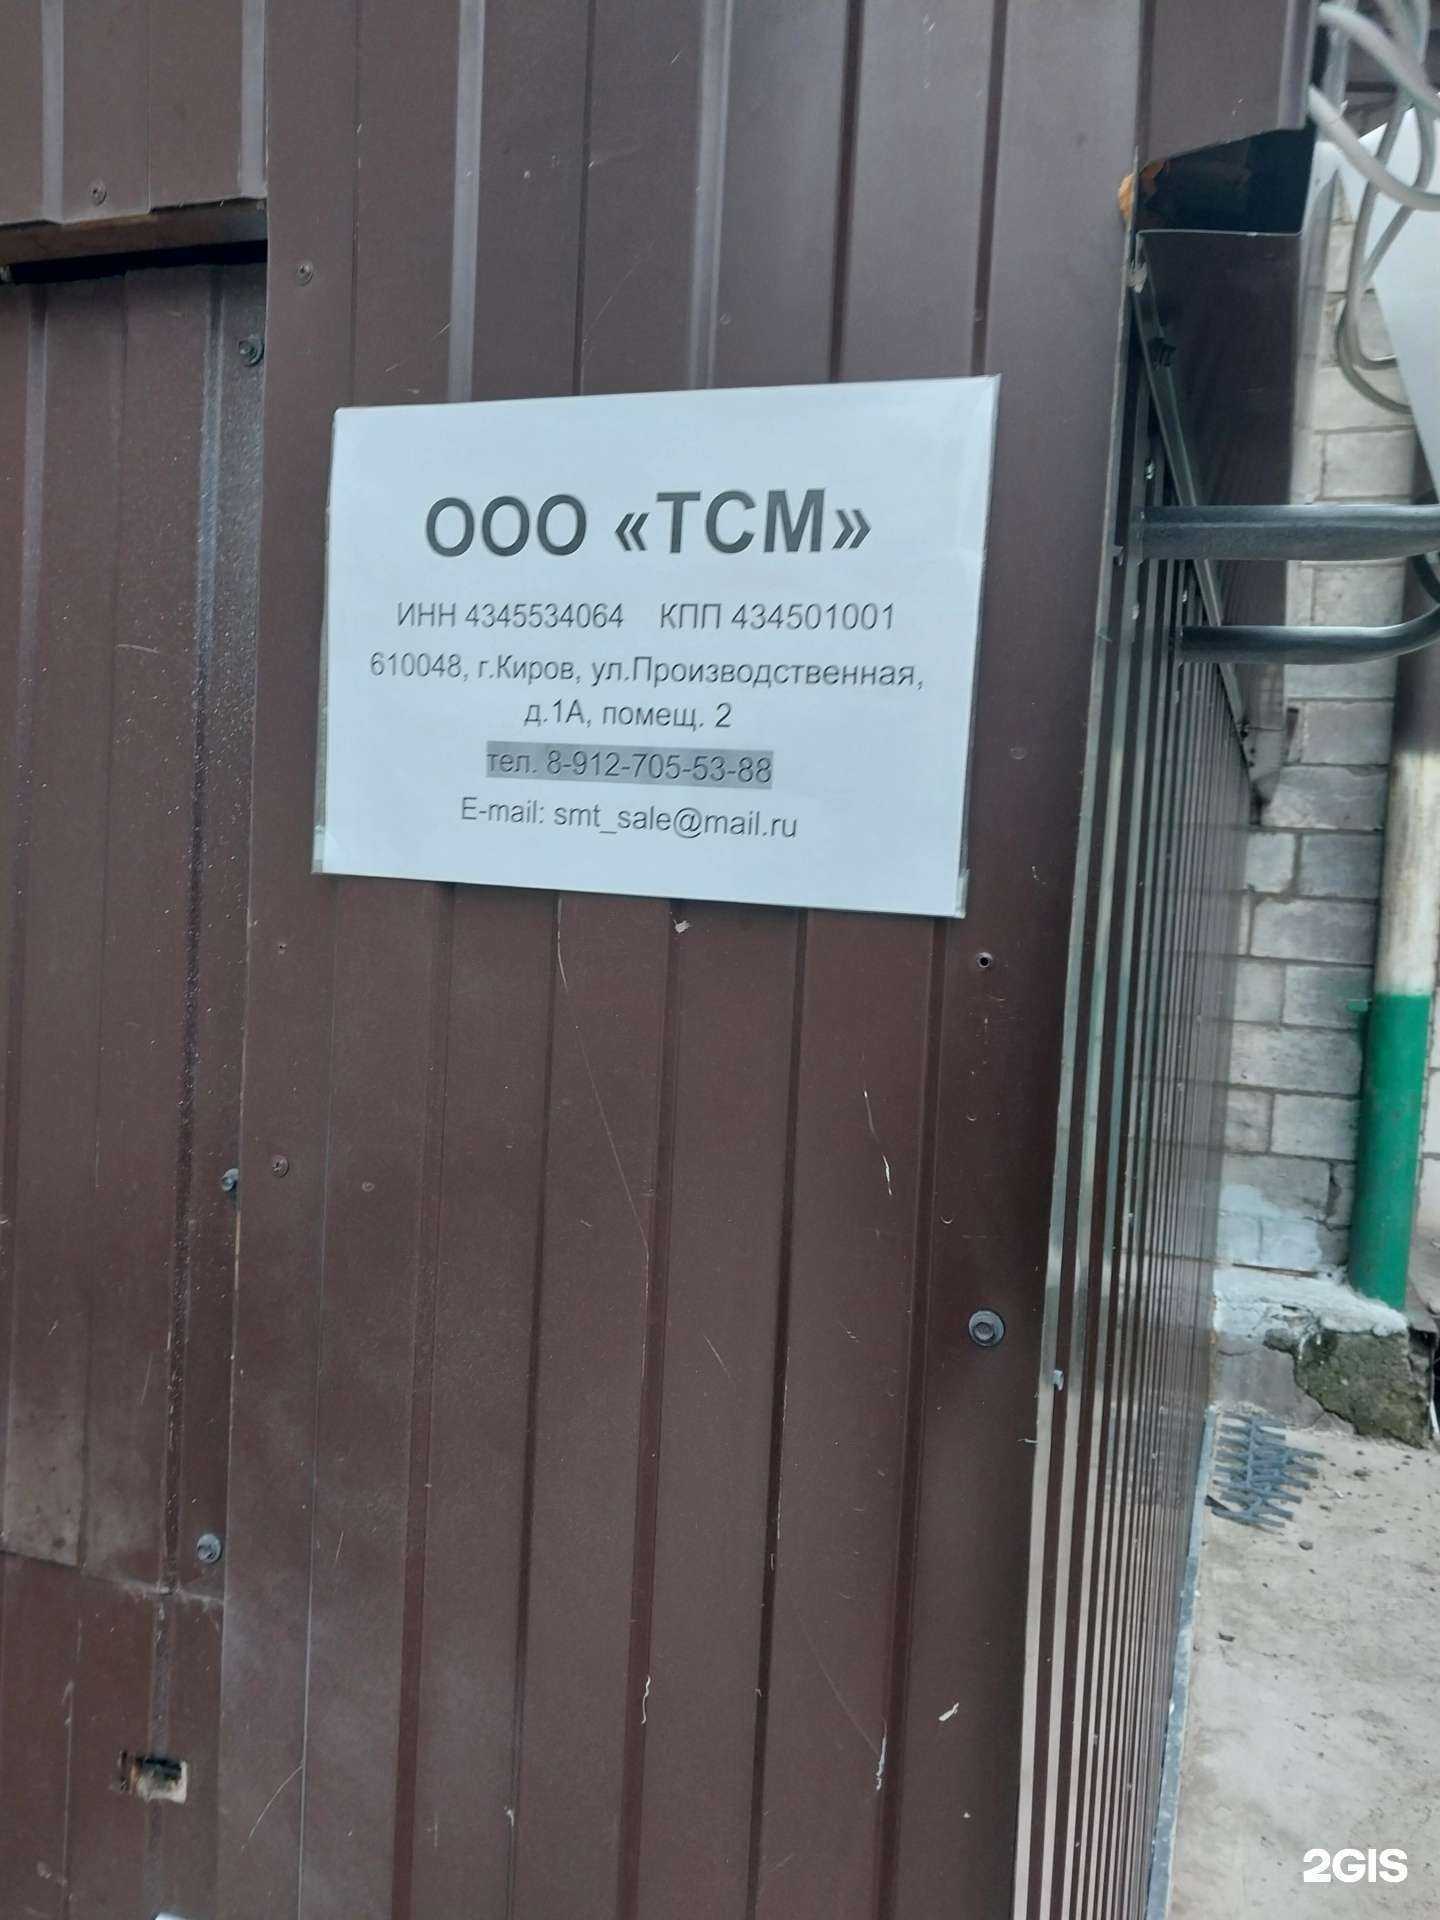 ООО «ТСМ»
ИНН 4345534064 КПП 434501001
610048, г.Киров, ул.Производственная,
д.1А, помещ. 2
тел. 8-912-705-53-88
E-mail: smt_sale@mail.ru
2GIS